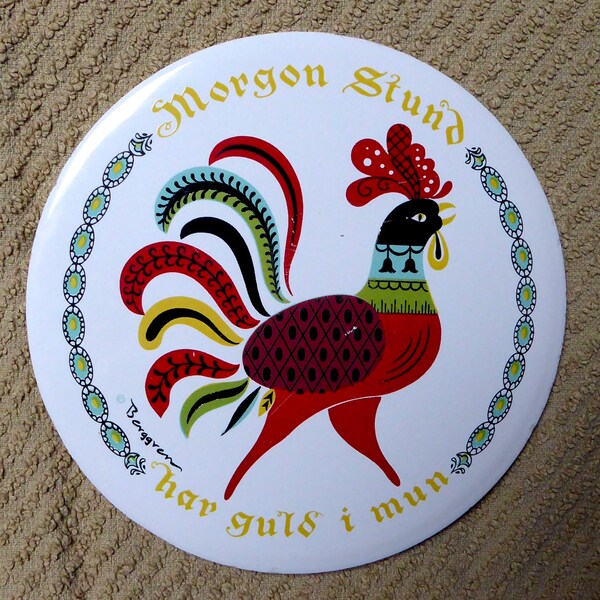 Morgon Stund
har guld i mun
© Berggren